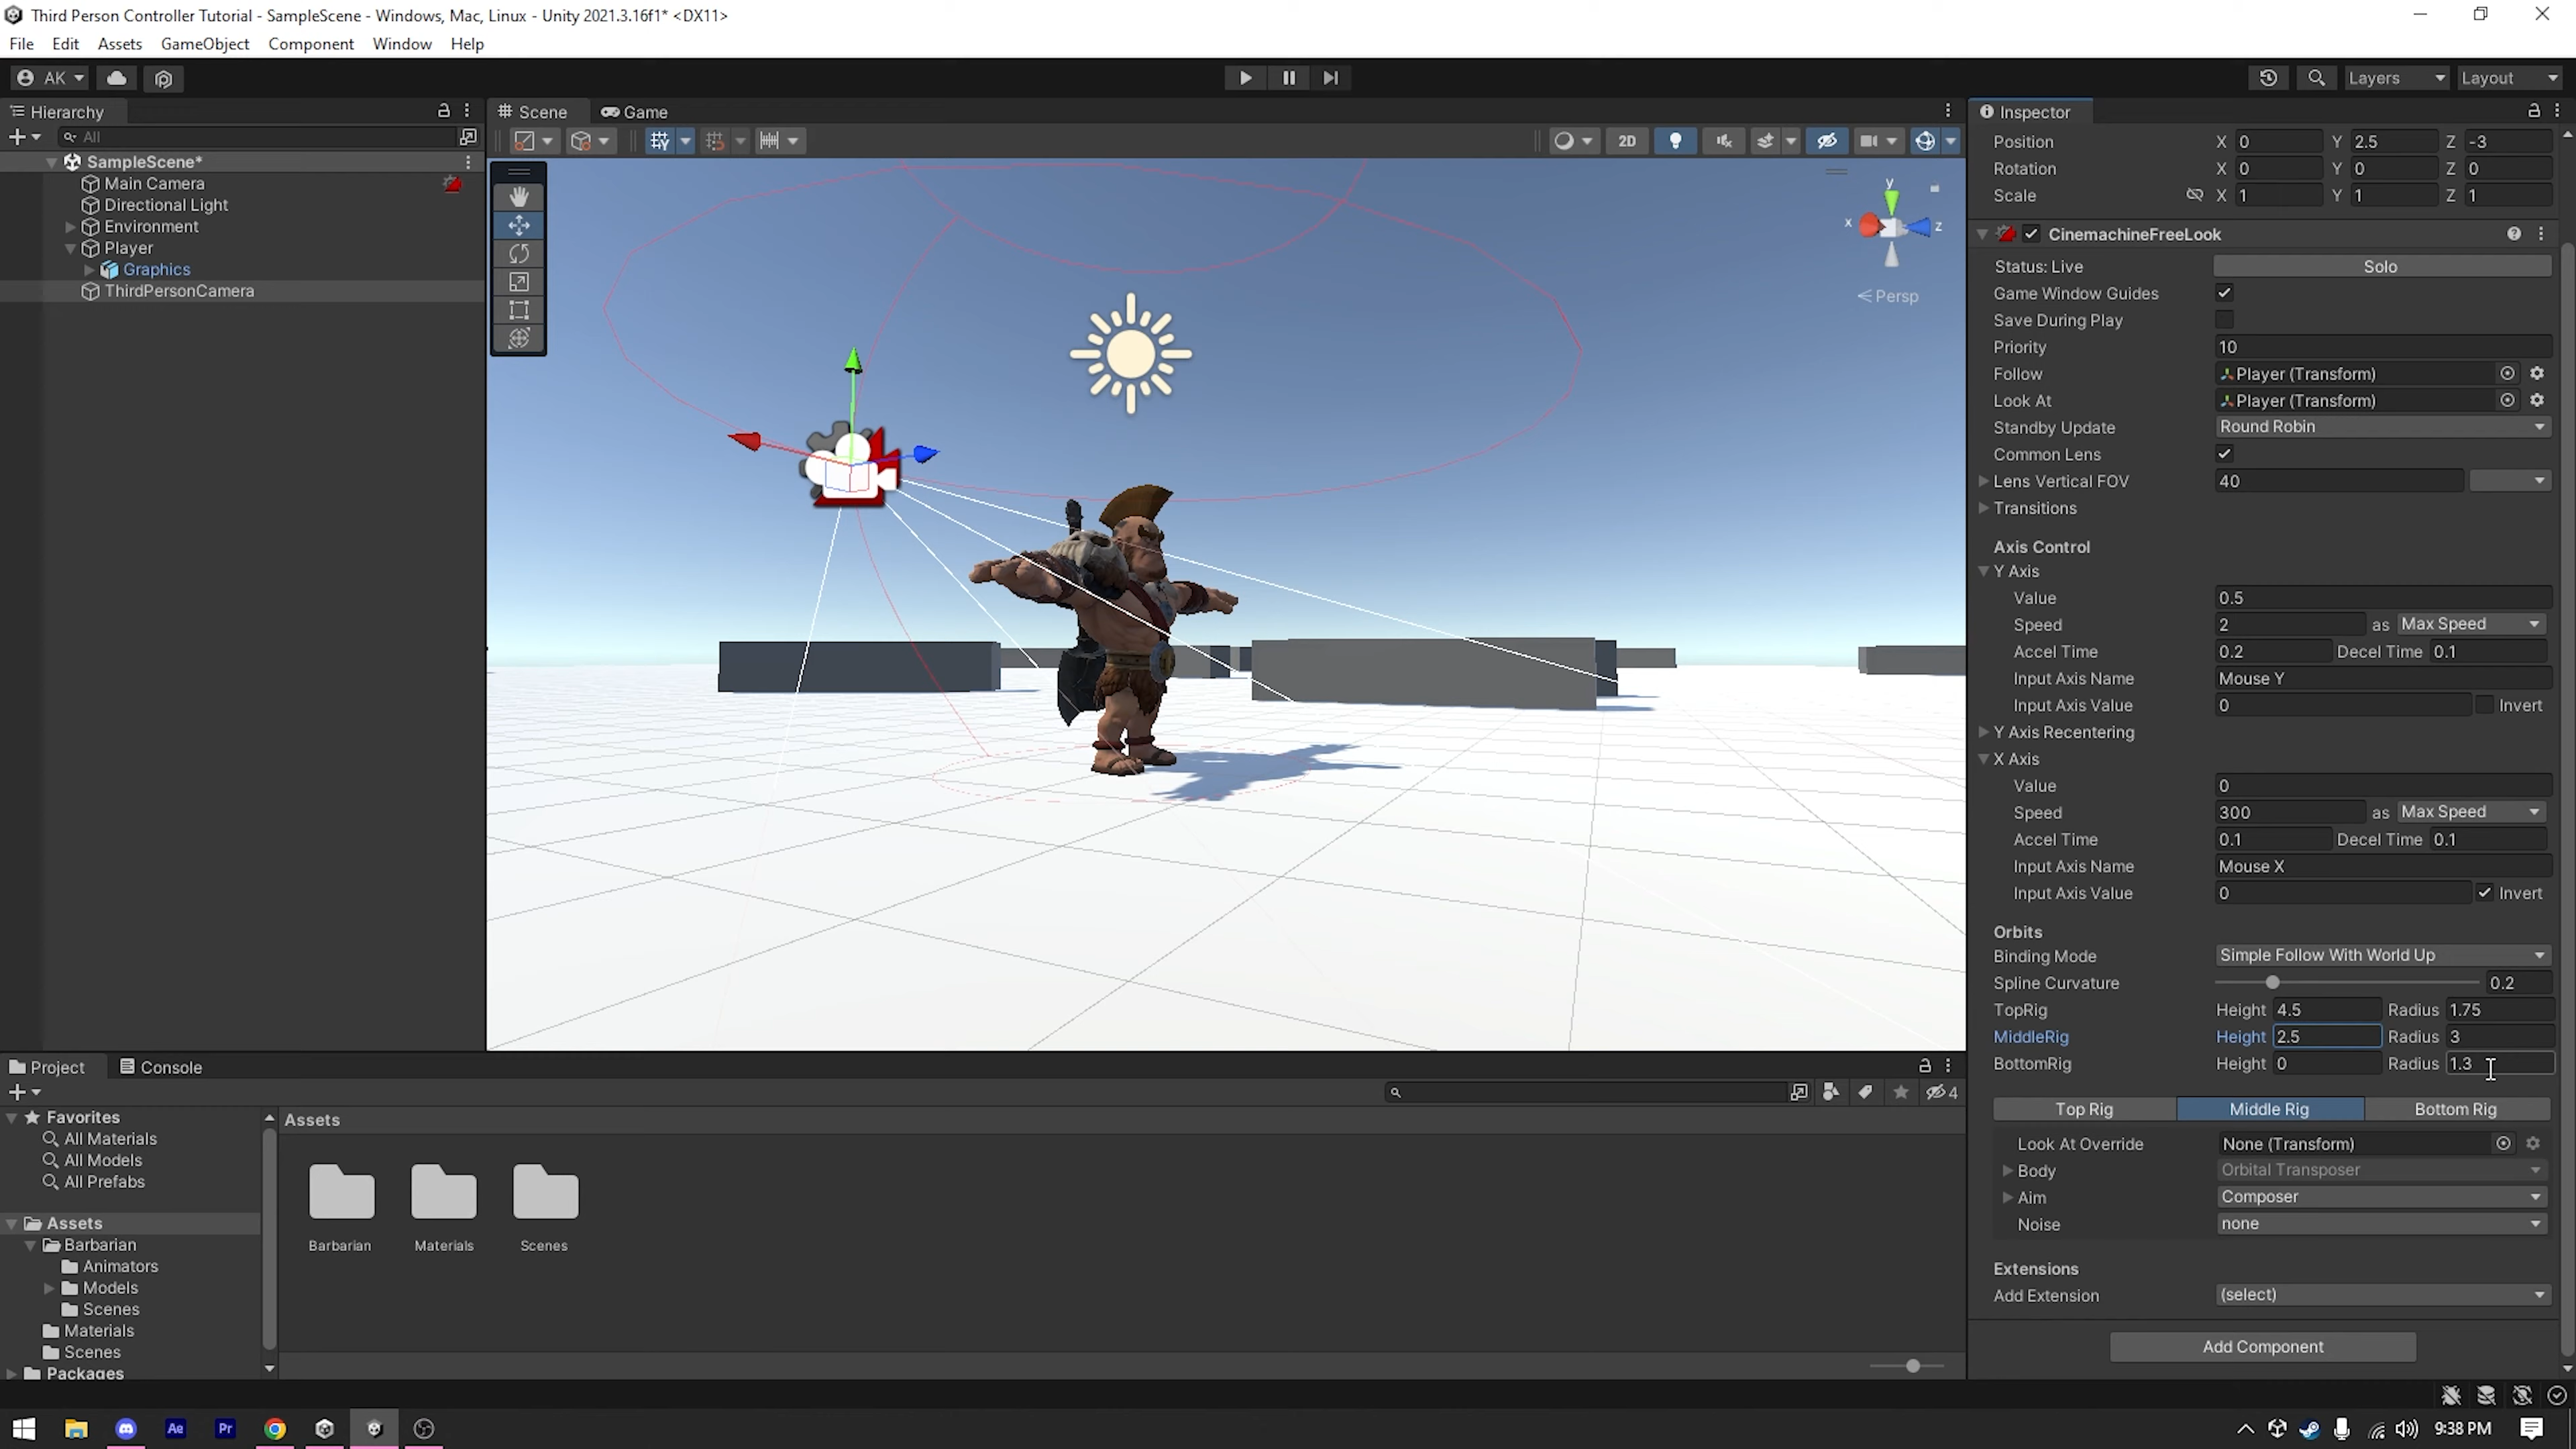 Third Person Controller Tutorial - SampleScene - Windows, Mac, Linux - Unity 2021.3.16f1* <DX11>
File Edit Assets GameObject Component Window Help
AK
Layers
Layout
Hierarchy
All
SampleScene*
Main Camera
Directional Light
Environment
Player
Graphics
ThirdPersonCamera
Scene
Game
2D
y
x
z
Persp
Inspector
Position X 0 Y 2.5 Z -3
Rotation X 0 Y 0 Z 0
Scale X 1 Y 1 Z 1
CinemachineFreeLook
Status: Live Solo
Game Window Guides
Save During Play
Priority 10
Follow Player (Transform)
Look At Player (Transform)
Standby Update Round Robin
Common Lens
Lens Vertical FOV 40
Transitions
Axis Control
Y Axis
Value 0.5
Speed 2 as Max Speed
Accel Time 0.2 Decel Time 0.1
Input Axis Name Mouse Y
Input Axis Value 0 Invert
Y Axis Recentering
X Axis
Value 0
Speed 300 as Max Speed
Accel Time 0.1 Decel Time 0.1
Input Axis Name Mouse X
Input Axis Value 0 Invert
Orbits
Binding Mode Simple Follow With World Up
Spline Curvature 0.2
TopRig Height 4.5 Radius 1.75
MiddleRig Height 2.5 Radius 3
BottomRig Height 0 Radius 1.3
Top Rig Middle Rig Bottom Rig
Look At Override None (Transform)
Body Orbital Transposer
Aim Composer
Noise none
Extensions
Add Extension (select)
Add Component
Project
Console
4
Favorites
All Materials
All Models
All Prefabs
Assets
Barbarian
Animators
Models
Scenes
Materials
Scenes
Packages
Assets
Barbarian
Materials
Scenes
Ae
Pr
9:38 PM